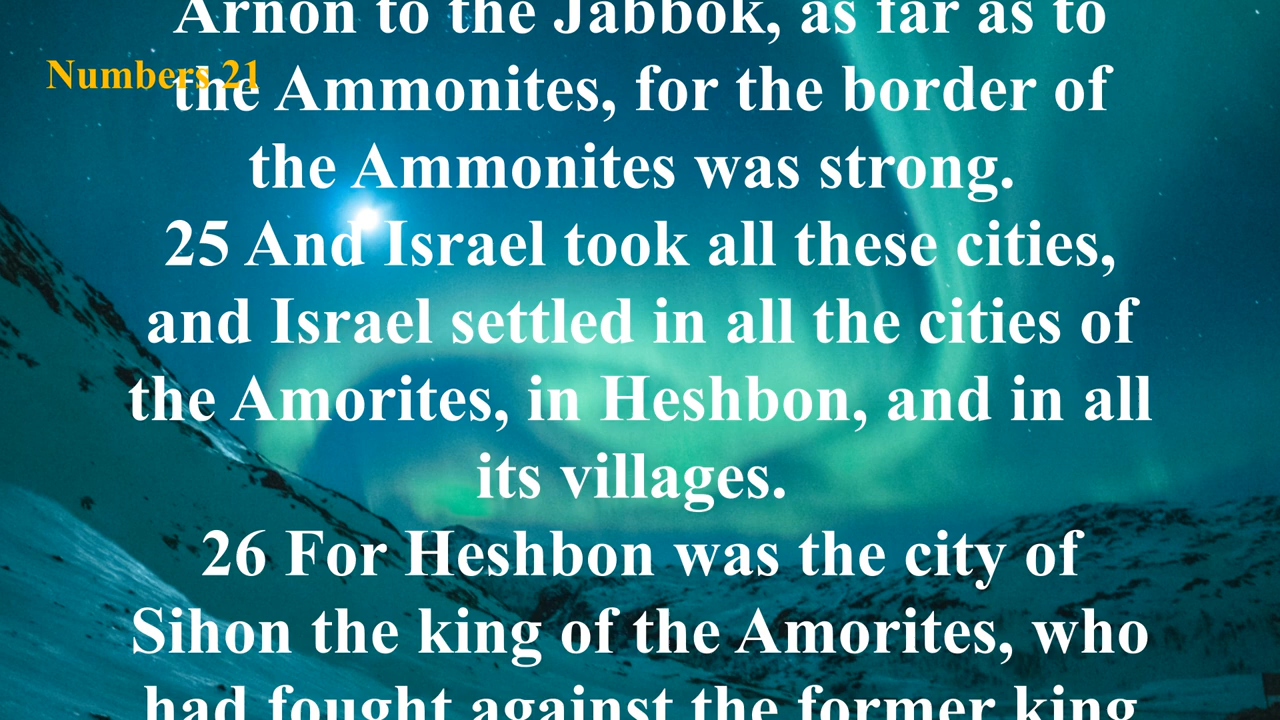 Arnon to the Jabbok, as far as to
Numbers 21
the Ammonites, for the border of
the Ammonites was strong.
25 And Israel took all these cities,
and Israel settled in all the cities of
the Amorites, in Heshbon, and in all
its villages.
26 For Heshbon was the city of
Sihon the king of the Amorites, who
had fought against the former king